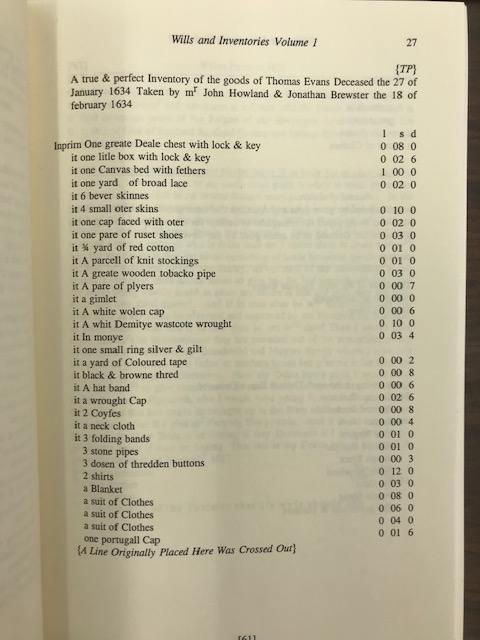 Wills and Inventories Volume 1 27
{TP}
A true & perfect Inventory of the goods of Thomas Evans Deceased the 27 of
January 1634 Taken by mr John Howland & Jonathan Brewster the 18 of
february 1634
l s d
Inprim One greate Deale chest with lock & key 0 08 0
it one litle box with lock & key 0 02 6
it one Canvas bed with fethers 1 00 0
it one yard of broad lace 0 02 0
it 6 bever skinnes
it 4 small oter skins 0 10 0
it one cap faced with oter 0 02 0
it one pare of ruset shoes 0 03 0
it ¾ yard of red cotton 0 01 0
it A parcell of knit stockings 0 01 0
it A greate wooden tobacko pipe 0 03 0
it A pare of plyers 0 00 7
it a gimlet 0 00 0
it A white wolen cap 0 00 6
it A whit Demitye wastcote wrought 0 10 0
it In monye 0 03 4
it one small ring silver & gilt
it a yard of Coloured tape 0 00 2
it black & browne thred 0 00 8
it A hat band 0 00 6
it a wrought Cap 0 02 6
it 2 Coyfes 0 00 8
it a neck cloth 0 00 4
it 3 folding bands 0 01 0
3 stone pipes 0 01 0
3 dosen of thredden buttons 0 00 3
2 shirts 0 12 0
a Blanket 0 03 0
a suit of Clothes 0 08 0
a suit of Clothes 0 06 0
a suit of Clothes 0 04 0
one portugall Cap 0 01 6
{A Line Originally Placed Here Was Crossed Out}
[61]